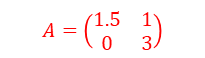 A = (1.5 1
0 3)